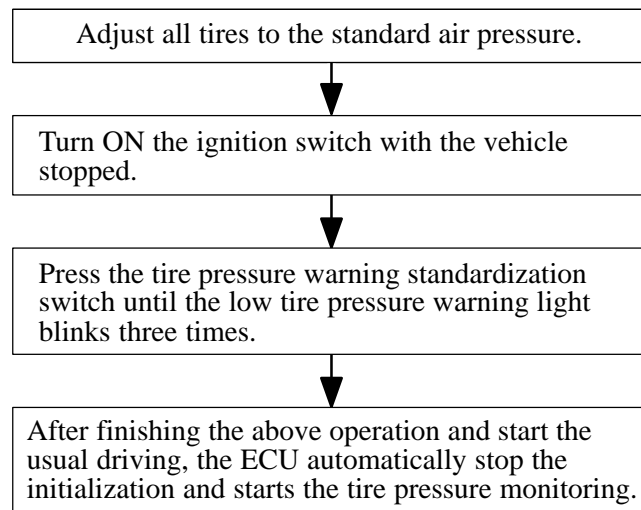 Adjust all tires to the standard air pressure.
Turn ON the ignition switch with the vehicle
stopped.
Press the tire pressure warning standardization
switch until the low tire pressure warning light
blinks three times.
After finishing the above operation and start the
usual driving, the ECU automatically stop the
initialization and starts the tire pressure monitoring.